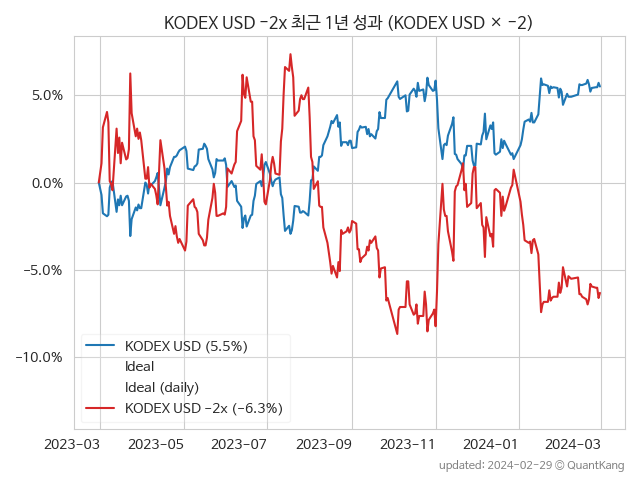 KODEX USD −2x 최근 1년 성과 (KODEX USD × −2)
5.0%
0.0%
−5.0%
−10.0%
KODEX USD (5.5%)
Ideal
Ideal (daily)
KODEX USD −2x (−6.3%)
2023-03 2023-05 2023-07 2023-09 2023-11 2024-01 2024-03
updated: 2024-02-29 © QuantKang